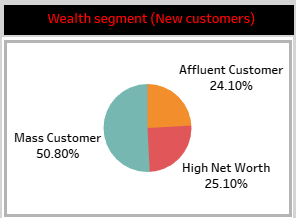 Wealth segment (New customers)
Affluent Customer
24.10%
Mass Customer
50.80%
High Net Worth
25.10%